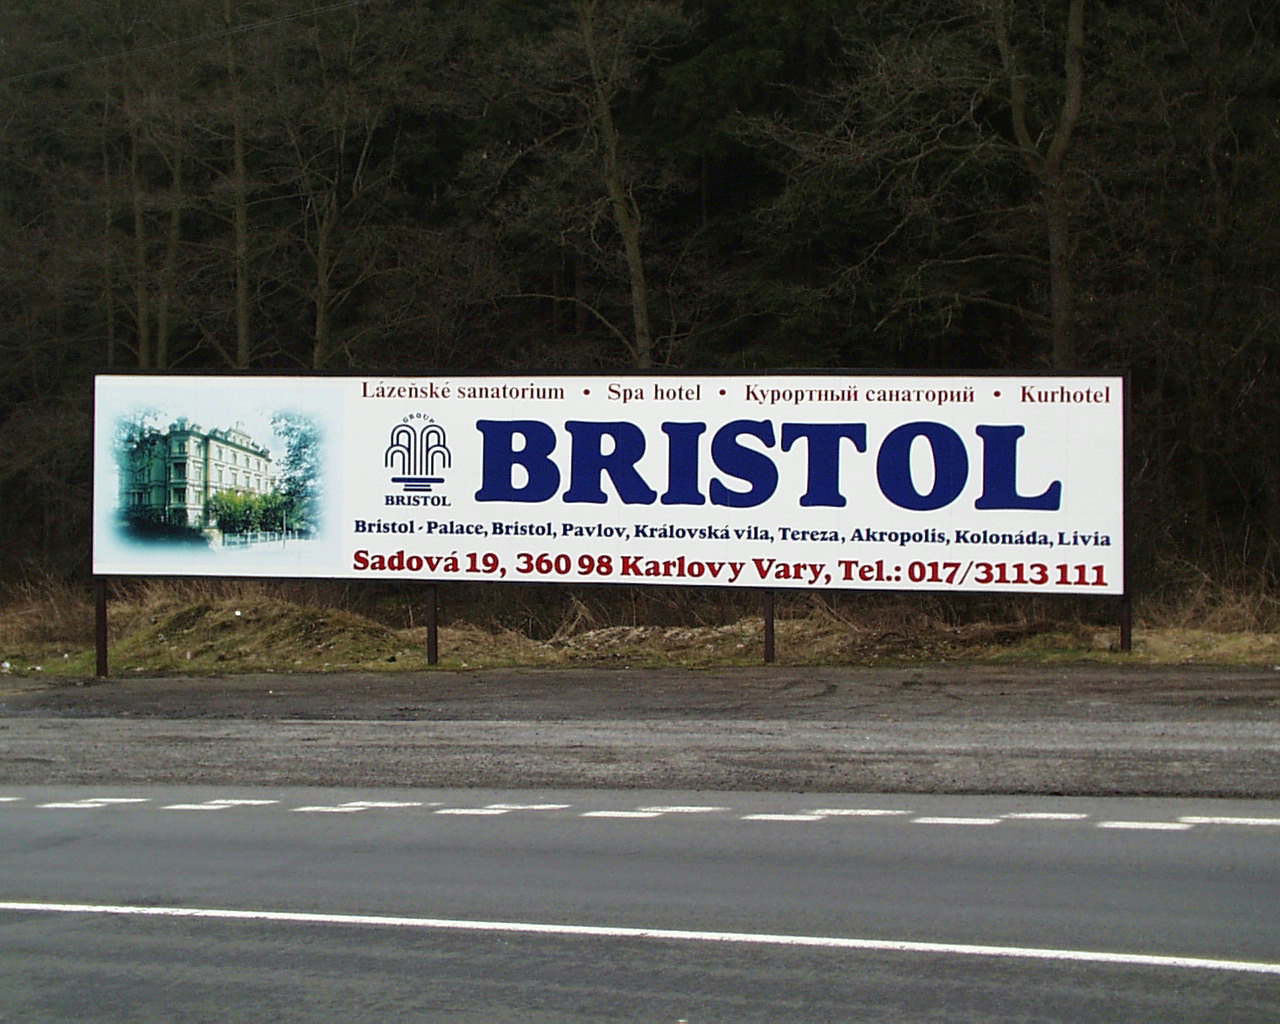 Lázeňské sanatorium • Spa hotel • Курортный санаторий • Kurhotel
GROUP
BRISTOL
BRISTOL
Bristol - Palace, Bristol, Pavlov, Královská vila, Tereza, Akropolis, Kolonáda, Livia
Sadová 19, 360 98 Karlovy Vary, Tel.: 017/3113 111